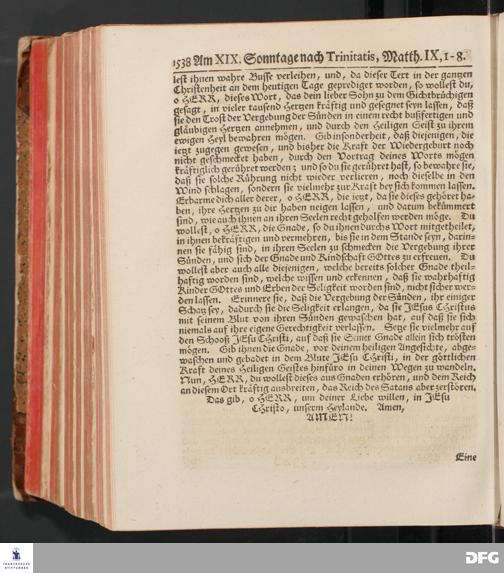 1538 Am XIX. Sonntage nach Trinitatis, Matth. IX, 1-8.
lest ihnen wahre Busse verleihen, und, da dieser Text in der gantzen
Christenheit an dem heutigen Tage geprediget worden, so wollest du,
o HERR, dieses Wort, das dein lieber Sohn zu dem Gichtbrüchigen
gesagt, in vieler tausend Hertzen kräftig und gesegnet seyn lassen, daß
sie den Trost der Vergebung der Sünden in einem recht bußfertigen und
gläubigen Hertzen annehmen, und durch den Heiligen Geist zu ihrem
ewigen Heyl bewahren mögen. Gib insonderheit, daß diejenigen, die
ietzt zugegen gewesen, und bisher die Kraft der Wiedergeburt noch
nicht geschmecket haben, durch den Vortrag deines Worts mögen
kräftiglich gerühret werden; und so du sie gerühret hast, so bewahre sie,
daß sie solche Rührung nicht wieder verlieren, noch dieselbe in den
Wind schlagen, sondern sie vielmehr zur Kraft bey sich kommen lassen.
Erbarme dich aller derer, o HERR, die ietzt, da sie dieses gehöret ha-
ben, ihre Hertzen zu dir haben neigen lassen, und darum bekümmert
sind, wie auch ihnen an ihren Seelen recht geholfen werden möge. Du
wollest, o HERR, die Gnade, so du ihnen durchs Wort mitgetheilet,
in ihnen bekräftigen und vermehren, bis sie in dem Stande seyn, darin-
nen sie fähig sind, in ihren Seelen zu schmecken die Vergebung ihrer
Sünden, und sich der Gnade und Kindschaft GOttes zu erfreuen. Du
wollest aber auch alle diejenigen, welche bereits solcher Gnade theil-
haftig worden sind, welche wissen und erkennen, daß sie wahrhaftig
Kinder GOttes und Erben der Seligkeit worden sind, nicht sicher wer-
den lassen. Erinnere sie, daß die Vergebung der Sünden, ihr einiger
Schatz sey, dadurch sie die Seligkeit erlangen, da sie JEsus Christus
mit seinem Blut von ihren Sünden gewaschen hat, auf daß sie sich
niemals auf ihre eigene Gerechtigkeit verlassen. Setze sie vielmehr auf
den Schooß JEsu Christi, auf daß sie Seiner Gnade allein sich trösten
mögen. Gib ihnen die Gnade, vor deinem heiligen Angesichte, abge-
waschen und gebadet in dem Blute JEsu Christi, in der göttlichen
Kraft deines Heiligen Geistes hinfüro in deinen Wegen zu wandeln.
Nun, HERR, du wollest dieses aus Gnaden erhören, und dein Reich
an diesem Ort kräftig ausbreiten, das Reich des Satans aber zerstören.
Das gib, o HERR, um deiner Liebe willen, in JEsu
Christo, unserm Heylande. Amen,
AMEN!
Eine
FRANCKESCHE
STIFTUNGEN
DFG